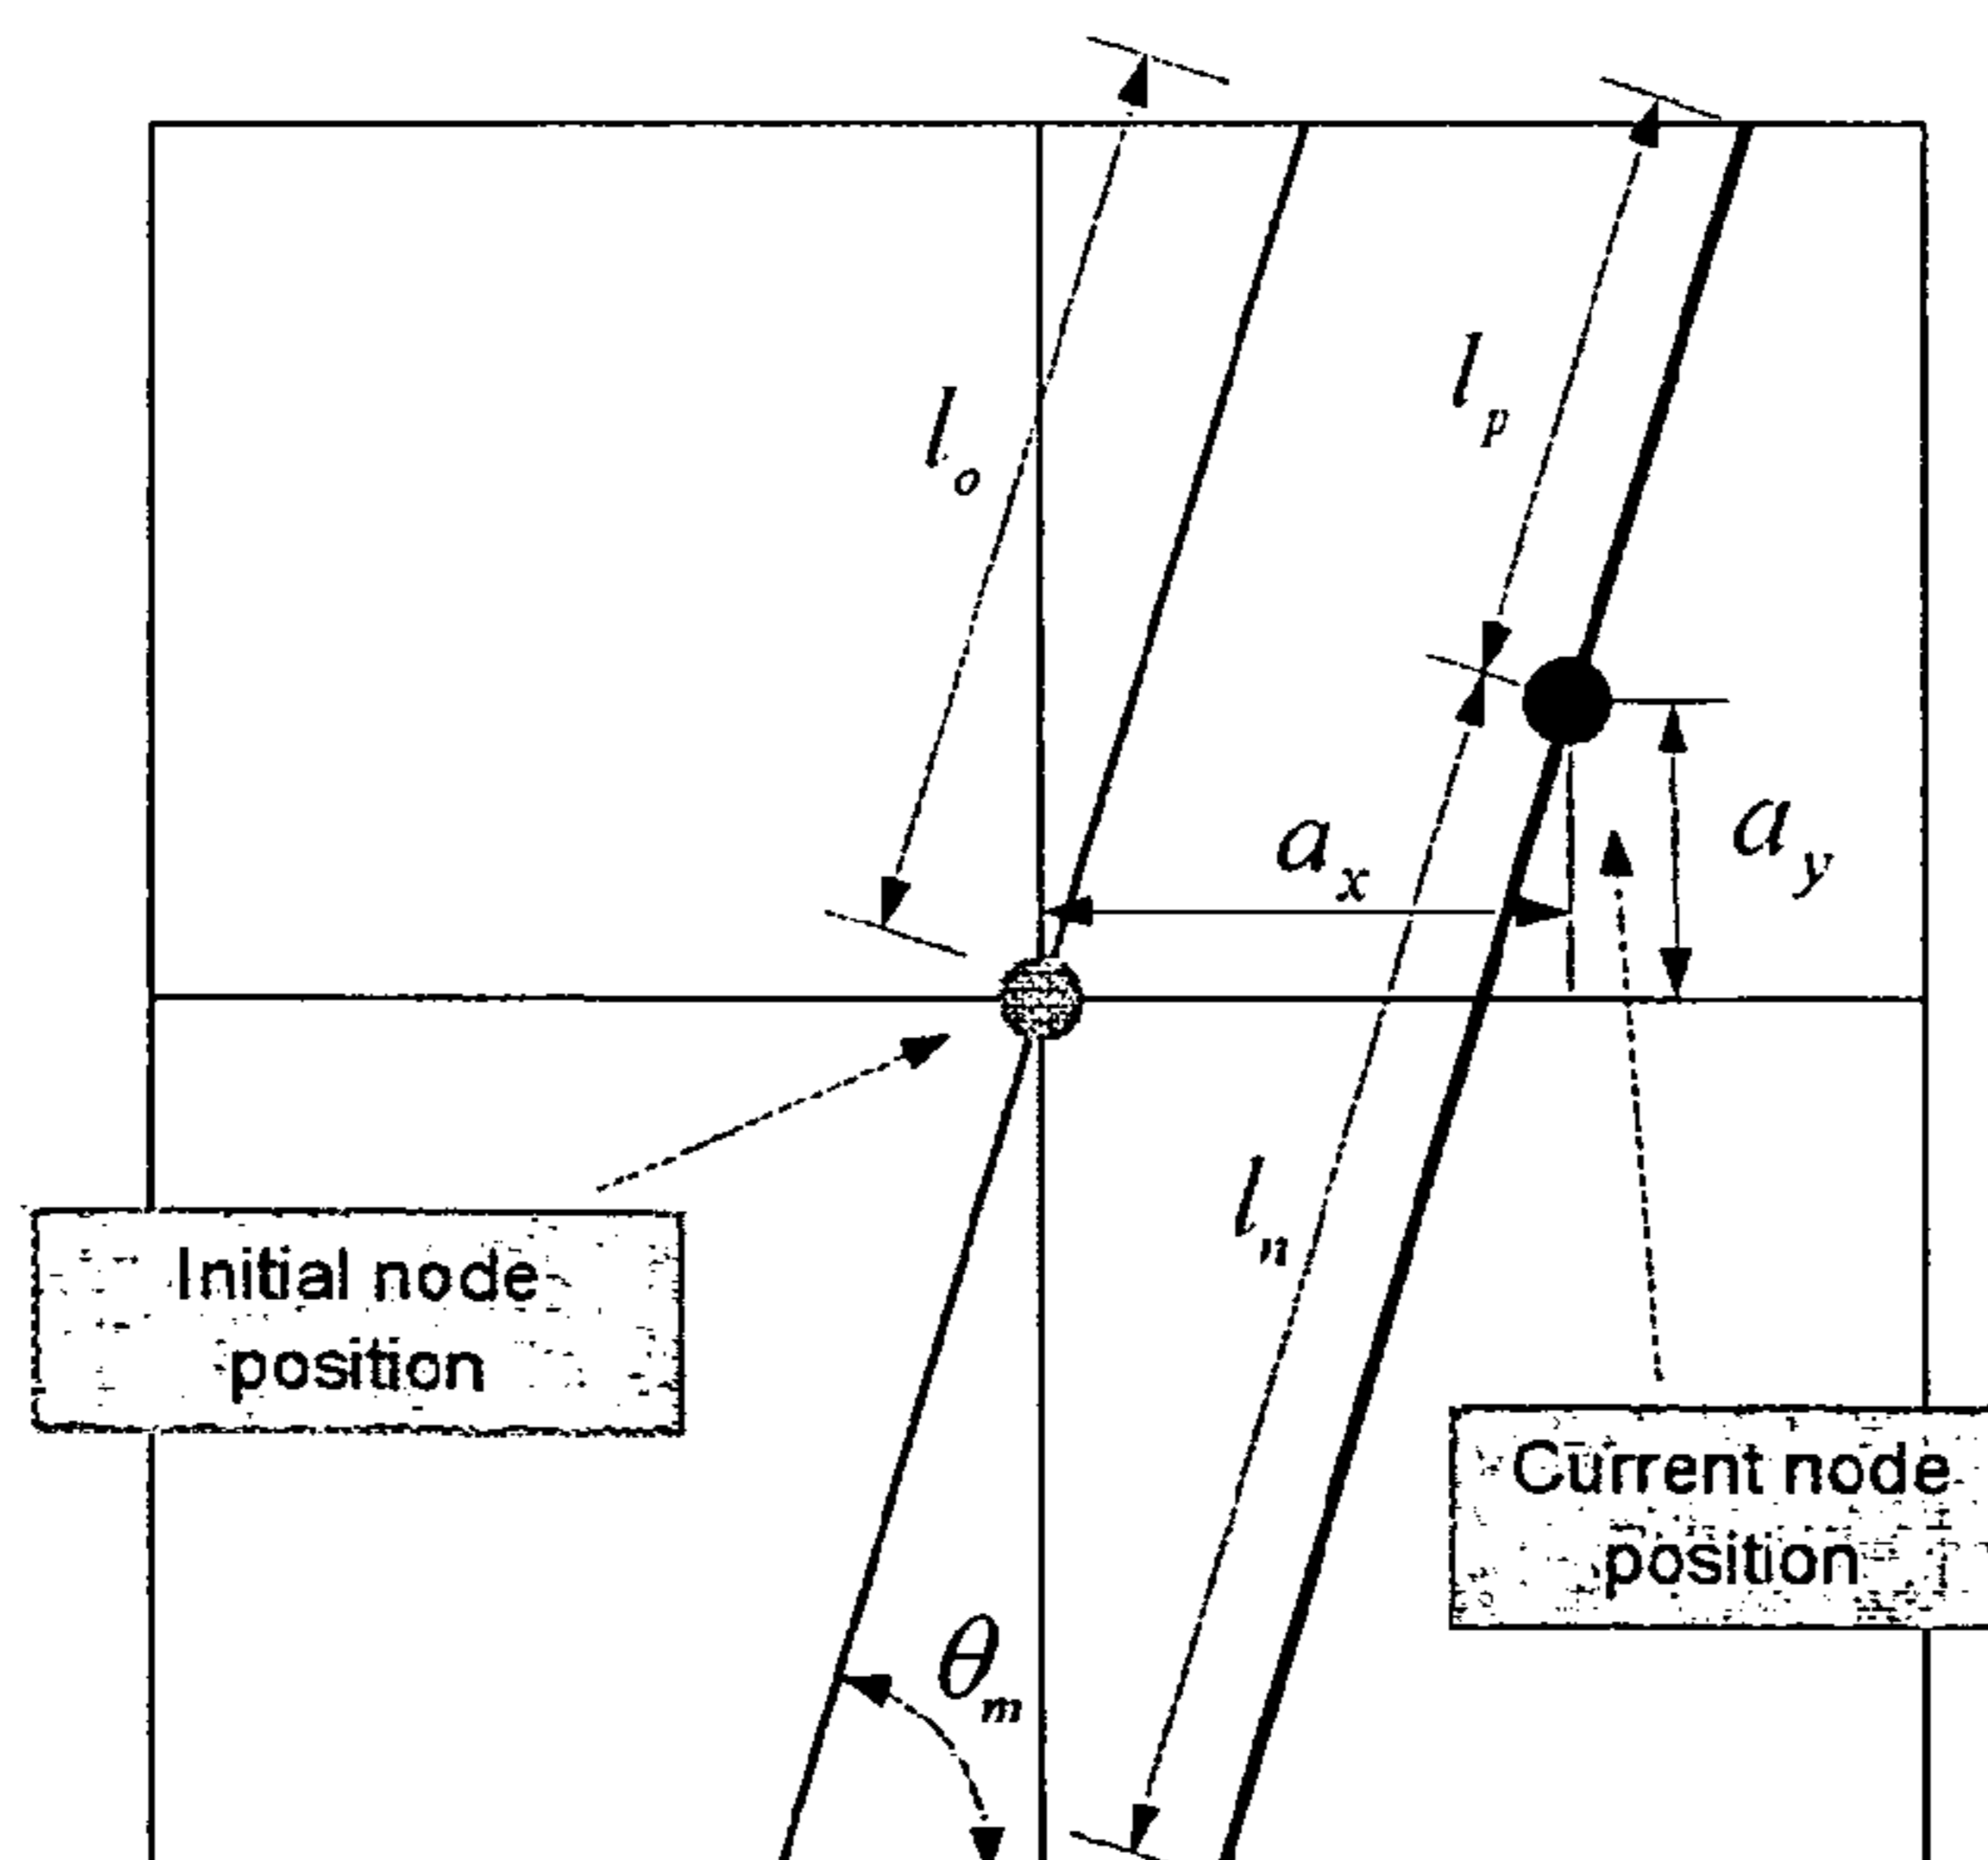 l_o
l_p
a_x
a_y
l_n
Initial node
position
Current node
position
θ_m